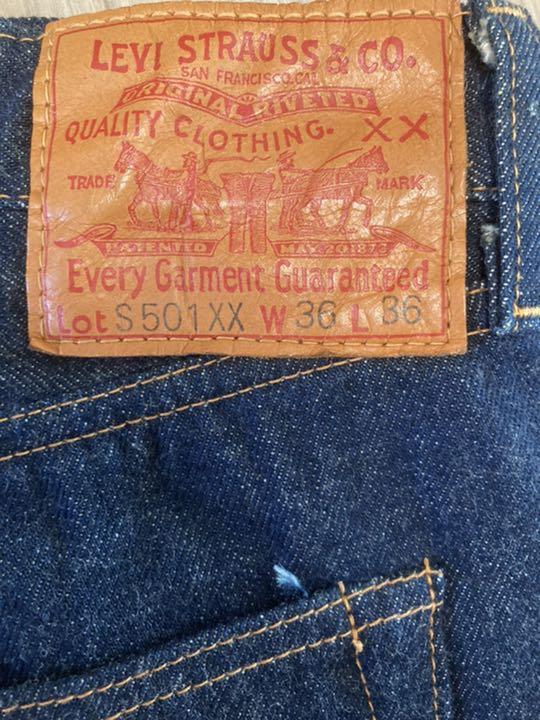 LEVI STRAUSS & CO.
SAN FRANCISCO, CAL
ORIGINAL RIVETED
QUALITY CLOTHING. XX
TRADE MARK
PATENTED MAY 20 1873
Every Garment Guaranteed
Lot S501XX W 36 L 36